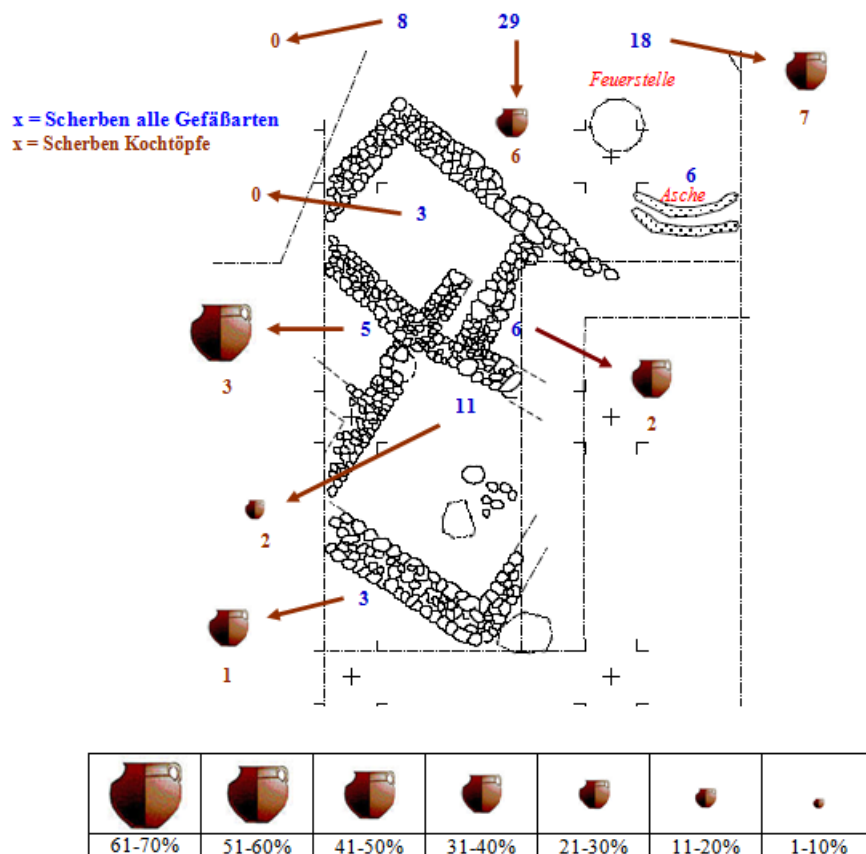 0 8 29 18
Feuerstelle
x = Scherben alle Gefäßarten
x = Scherben Kochtöpfe
6 7
6
Asche
0 3
5 6
3 2
11
2
3
1
61-70% 51-60% 41-50% 31-40% 21-30% 11-20% 1-10%